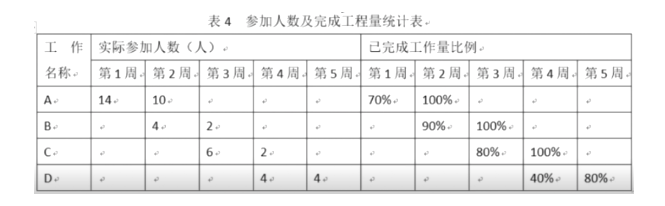 表 4 参加人数及完成工程量统计表
工 作 实际参加人数（人） 已完成工作量比例
名称 第 1 周 第 2 周 第 3 周 第 4 周 第 5 周 第 1 周 第 2 周 第 3 周 第 4 周 第 5 周
A 14 10 70% 100%
B 4 2 90% 100%
C 6 2 80% 100%
D 4 4 40% 80%